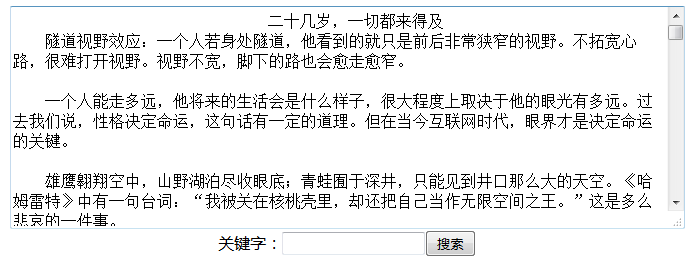 二十几岁，一切都来得及
隧道视野效应：一个人若身处隧道，他看到的就只是前后非常狭窄的视野。不拓宽心
路，很难打开视野。视野不宽，脚下的路也会愈走愈窄。
一个人能走多远，他将来的生活会是什么样子，很大程度上取决于他的眼光有多远。过
去我们说，性格决定命运，这句话有一定的道理。但在当今互联网时代，眼界才是决定命运
的关键。
雄鹰翱翔空中，山野湖泊尽收眼底；青蛙囿于深井，只能见到井口那么大的天空。《哈
姆雷特》中有一句台词：“我被关在核桃壳里，却还把自己当作无限空间之王。”这是多么
悲哀的一件事。
关键字：
搜索